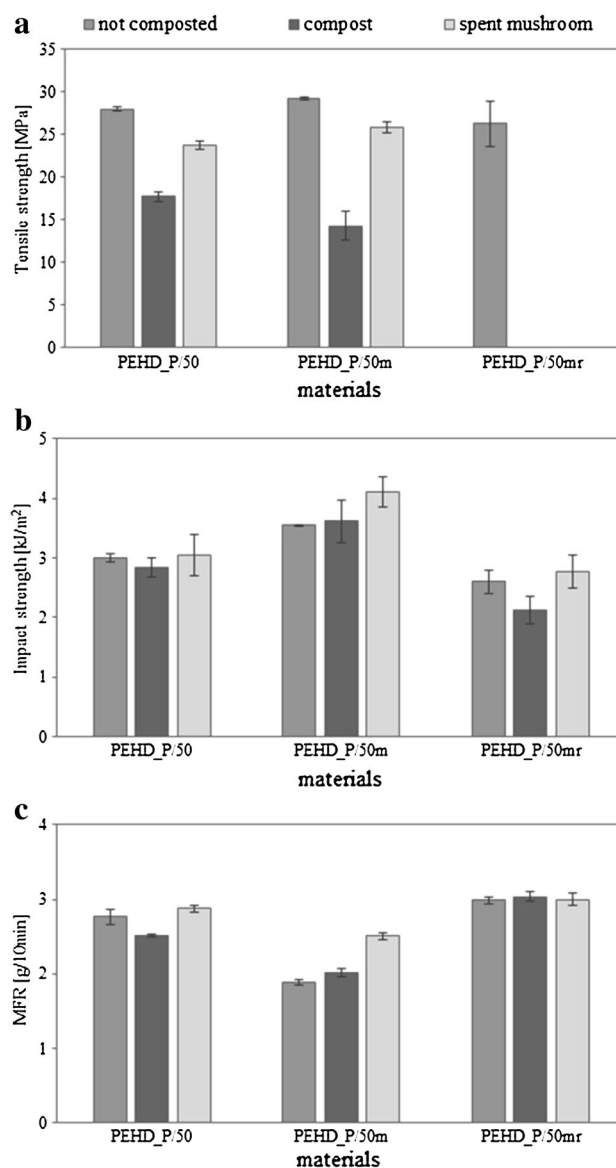 a
not composted compost spent mushroom
Tensile strength [MPa]
35
30
25
20
15
10
5
0
PEHD_P/50 PEHD_P/50m PEHD_P/50mr
materials
b
Impact strength [kJ/m²]
5
4
3
2
1
0
PEHD_P/50 PEHD_P/50m PEHD_P/50mr
materials
c
MFR [g/10min]
4
3
2
1
0
PEHD_P/50 PEHD_P/50m PEHD_P/50mr
materials